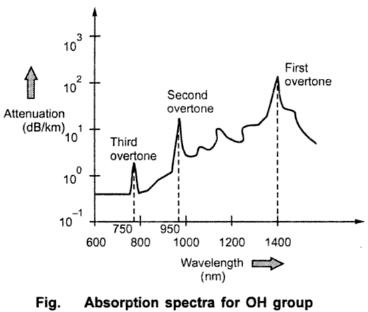 10³
10²
10¹
10⁰
10⁻¹
Attenuation
(dB/km)
First
overtone
Second
overtone
Third
overtone
750
950
600 800 1000 1200 1400
Wavelength
(nm)
Fig. Absorption spectra for OH group